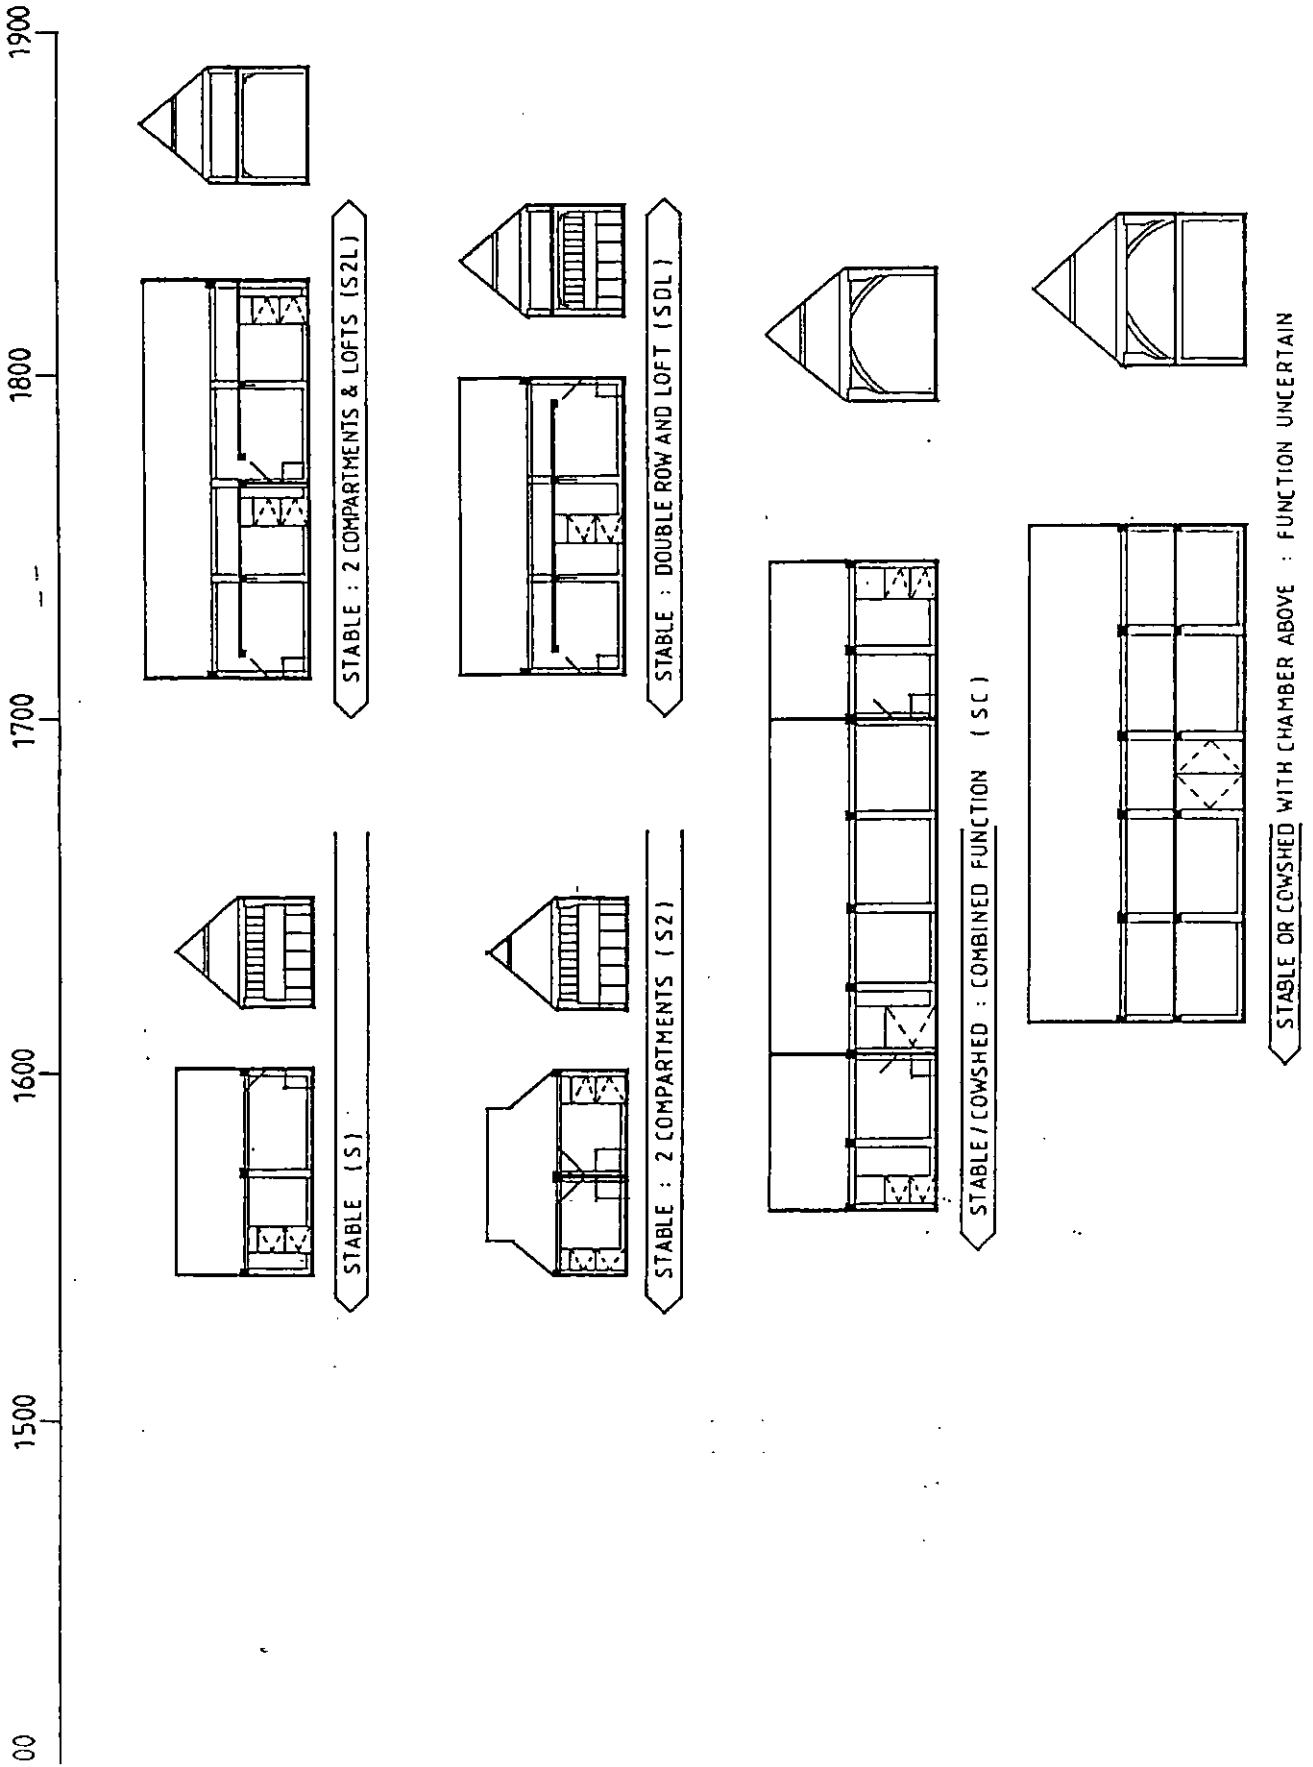 00
1500
1600
1700
1800
1900
STABLE (S)
STABLE : 2 COMPARTMENTS & LOFTS (S2L)
STABLE : 2 COMPARTMENTS (S2)
STABLE : DOUBLE ROW AND LOFT (SDL)
STABLE / COWSHED : COMBINED FUNCTION (SC)
STABLE OR COWSHED WITH CHAMBER ABOVE : FUNCTION UNCERTAIN